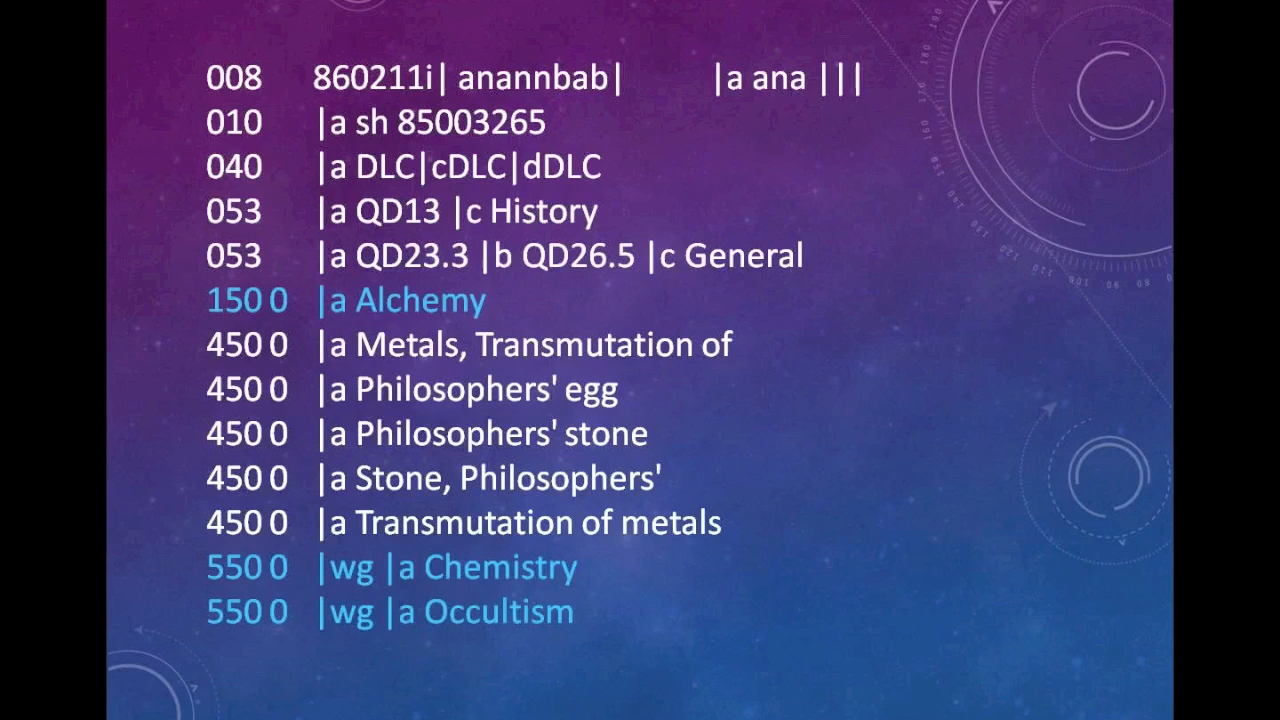 008 860211i| anannbab| |a ana |||
010 |a sh 85003265
040 |a DLC|cDLC|dDLC
053 |a QD13 |c History
053 |a QD23.3 |b QD26.5 |c General
150 0 |a Alchemy
450 0 |a Metals, Transmutation of
450 0 |a Philosophers' egg
450 0 |a Philosophers' stone
450 0 |a Stone, Philosophers'
450 0 |a Transmutation of metals
550 0 |wg |a Chemistry
550 0 |wg |a Occultism